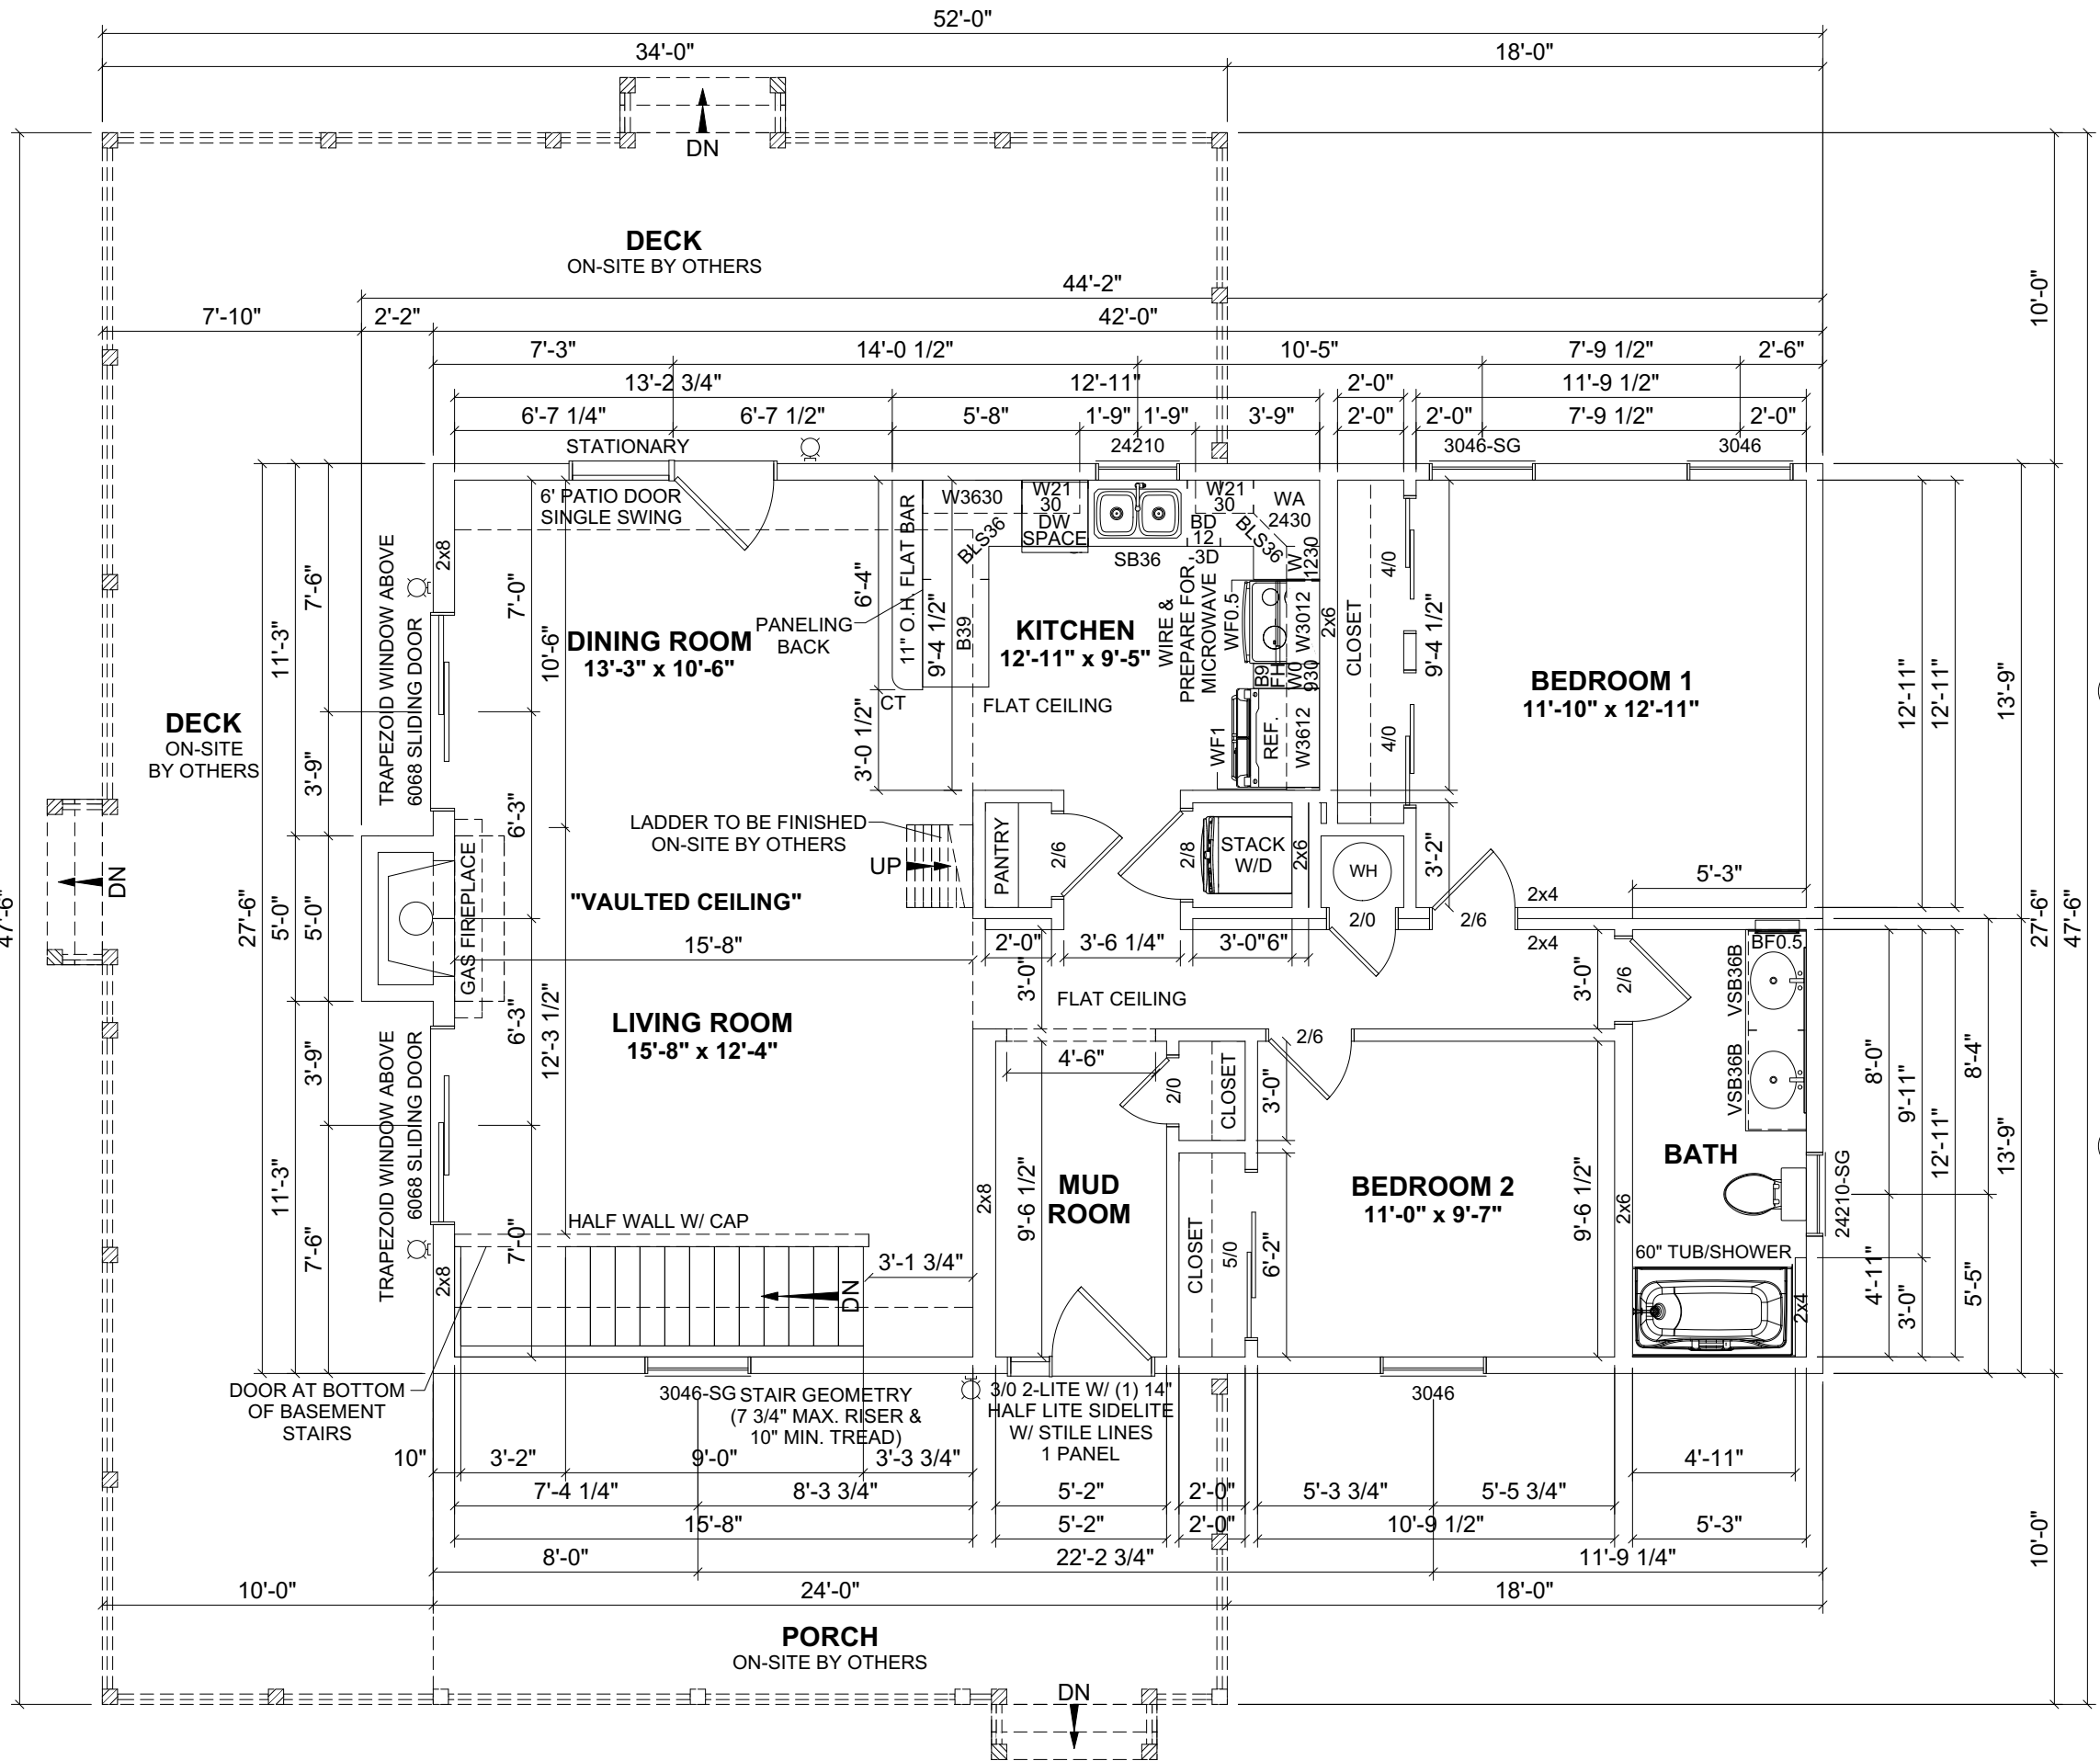 52'-0"
34'-0" 18'-0"
DN
DECK
ON-SITE BY OTHERS
44'-2"
7'-10" 2'-2" 42'-0"
7'-3" 14'-0 1/2" 10'-5" 7'-9 1/2" 2'-6"
13'-2 3/4" 12'-11" 2'-0" 11'-9 1/2"
6'-7 1/4" 6'-7 1/2" 5'-8" 1'-9" 1'-9" 3'-9" 2'-0" 2'-0" 7'-9 1/2" 2'-0"
STATIONARY 24210 3046-SG 3046
6' PATIO DOOR
SINGLE SWING
2x8
TRAPEZOID WINDOW ABOVE
6068 SLIDING DOOR
W3630
W21
30
DW
SPACE
BLS36
SB36
W21
30
BD
12
-3D
WA
2430
BLS36
W
1230
11" O.H. FLAT BAR
6'-4"
9'-4 1/2"
B39
PANELING
BACK
CT
3'-0 1/2"
DINING ROOM
13'-3" x 10'-6"
7'-0"
10'-6"
KITCHEN
12'-11" x 9'-5"
FLAT CEILING
WIRE &
PREPARE FOR
MICROWAVE
WF0.5
W3012
B9
FH
W0
930
WF1
REF.
W3612
2x6
CLOSET
4/0
4/0
9'-4 1/2"
BEDROOM 1
11'-10" x 12'-11"
12'-11"
12'-11"
13'-9"
10'-0"
DECK
ON-SITE
BY OTHERS
DN
47'-6"
27'-6"
11'-3"
7'-6"
3'-9"
5'-0"
5'-0"
3'-9"
11'-3"
7'-6"
6'-3"
6'-3"
LADDER TO BE FINISHED
ON-SITE BY OTHERS
UP
PANTRY
2/6
2/8
STACK
W/D
2x6
WH
3'-2"
2/0
2/6
2x4
2x4
5'-3"
GAS FIREPLACE
"VAULTED CEILING"
15'-8"
2'-0" 3'-6 1/4" 3'-0" 6"
3'-0"
FLAT CEILING
3'-0"
2/6
BF0.5
VSB36B
VSB36B
27'-6"
47'-6"
LIVING ROOM
15'-8" x 12'-4"
12'-3 1/2"
7'-0"
TRAPEZOID WINDOW ABOVE
6068 SLIDING DOOR
2x8
4'-6"
2/0
CLOSET
2/6
3'-0"
MUD
ROOM
9'-6 1/2"
2x8
CLOSET
5/0
6'-2"
BEDROOM 2
11'-0" x 9'-7"
9'-6 1/2"
2x6
BATH
24210-SG
60" TUB/SHOWER
2x4
8'-0"
9'-11"
12'-11"
8'-4"
13'-9"
4'-11"
3'-0"
5'-5"
HALF WALL W/ CAP
3'-1 3/4"
DN
DOOR AT BOTTOM
OF BASEMENT
STAIRS
3046-SG
STAIR GEOMETRY
(7 3/4" MAX. RISER &
10" MIN. TREAD)
3/0 2-LITE W/ (1) 14"
HALF LITE SIDELITE
W/ STILE LINES
1 PANEL
3046
10" 3'-2" 9'-0" 3'-3 3/4" 4'-11"
7'-4 1/4" 8'-3 3/4" 5'-2" 2'-0" 5'-3 3/4" 5'-5 3/4"
15'-8" 5'-2" 2'-0" 10'-9 1/2" 5'-3"
8'-0" 22'-2 3/4" 11'-9 1/4"
10'-0" 24'-0" 18'-0"
10'-0"
PORCH
ON-SITE BY OTHERS
DN